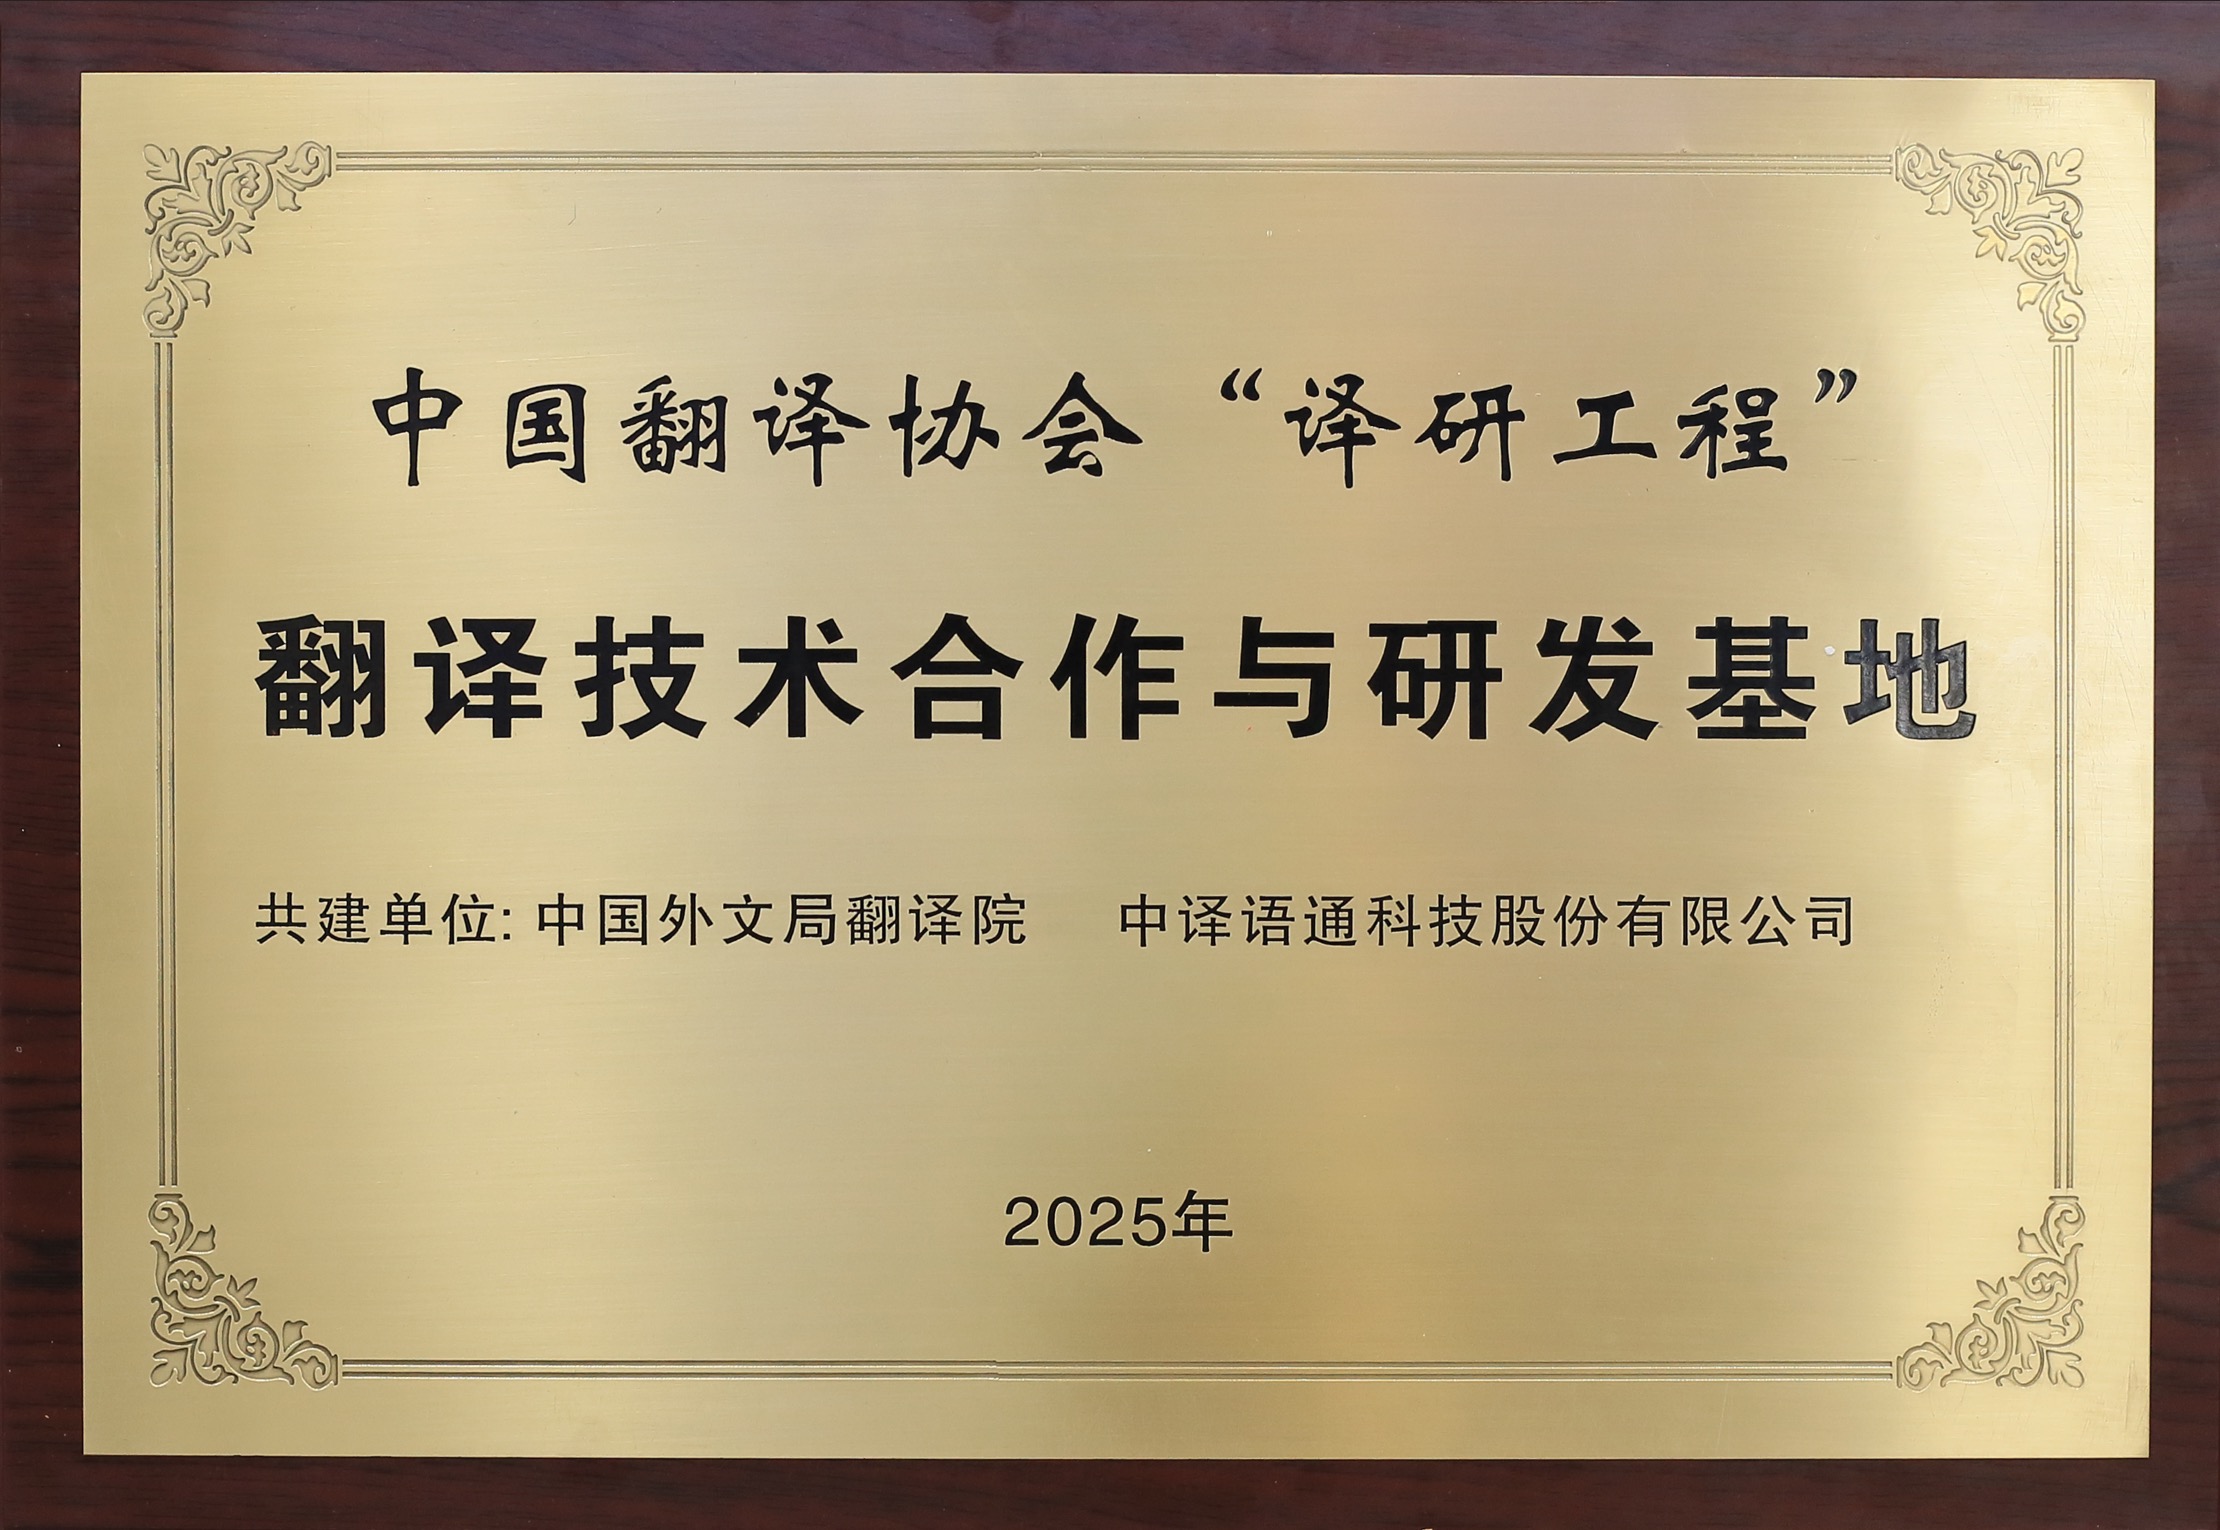 中国翻译协会“译研工程”
翻译技术合作与研发基地
共建单位: 中国外文局翻译院 中译语通科技股份有限公司
2025年